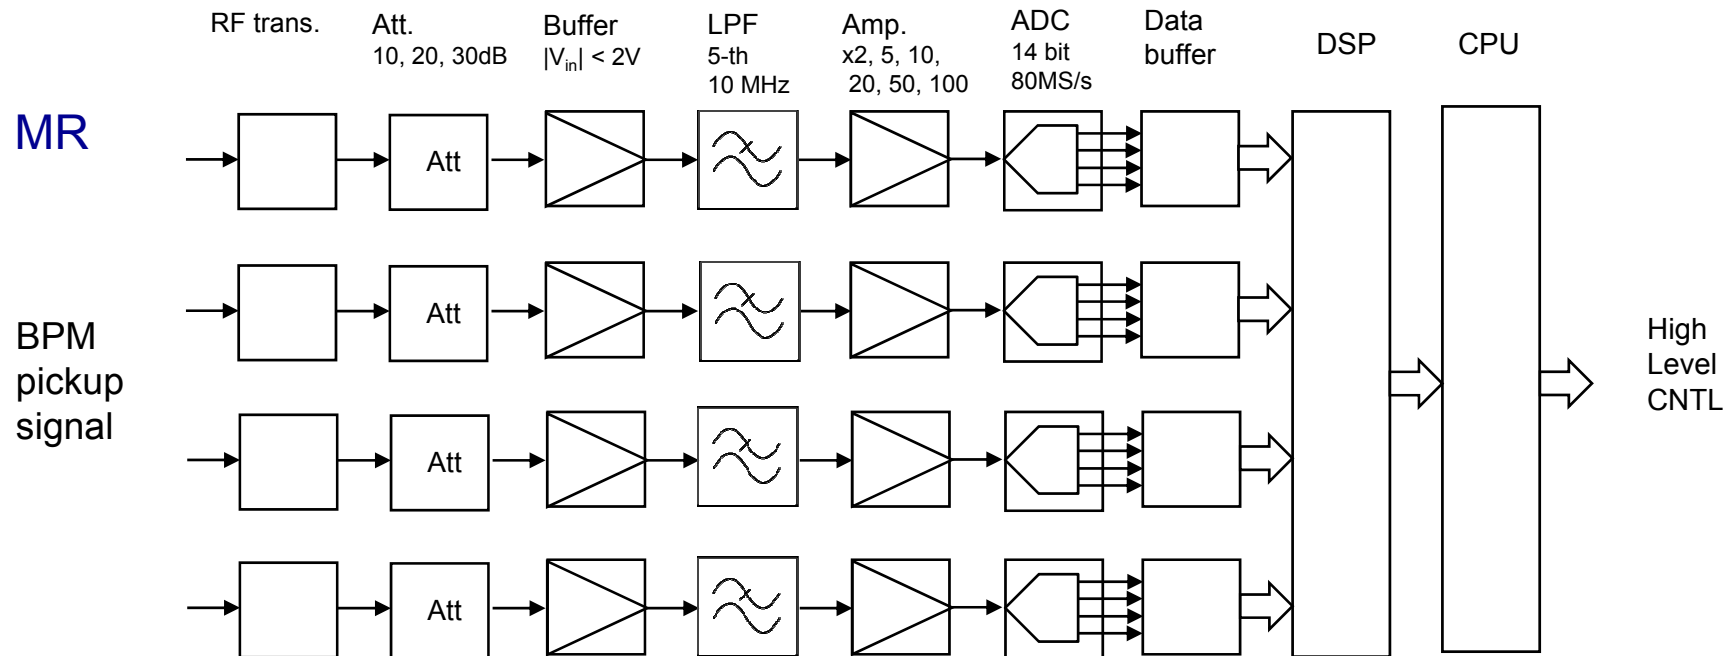 RF trans.
Att.
10, 20, 30dB
Buffer
|Vin| < 2V
LPF
5-th
10 MHz
Amp.
x2, 5, 10,
20, 50, 100
ADC
14 bit
80MS/s
Data
buffer
DSP
CPU
MR
Att
Att
BPM
pickup
signal
High
Level
CNTL
Att
Att